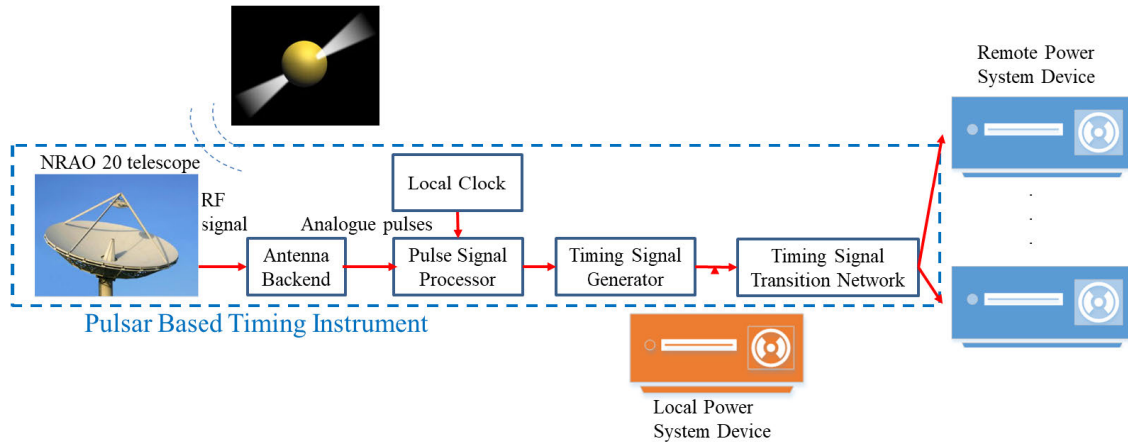 Remote Power
System Device
NRAO 20 telescope
RF
signal
Local Clock
Analogue pulses
Antenna
Backend
Pulse Signal
Processor
Timing Signal
Generator
Timing Signal
Transition Network
Pulsar Based Timing Instrument
Local Power
System Device